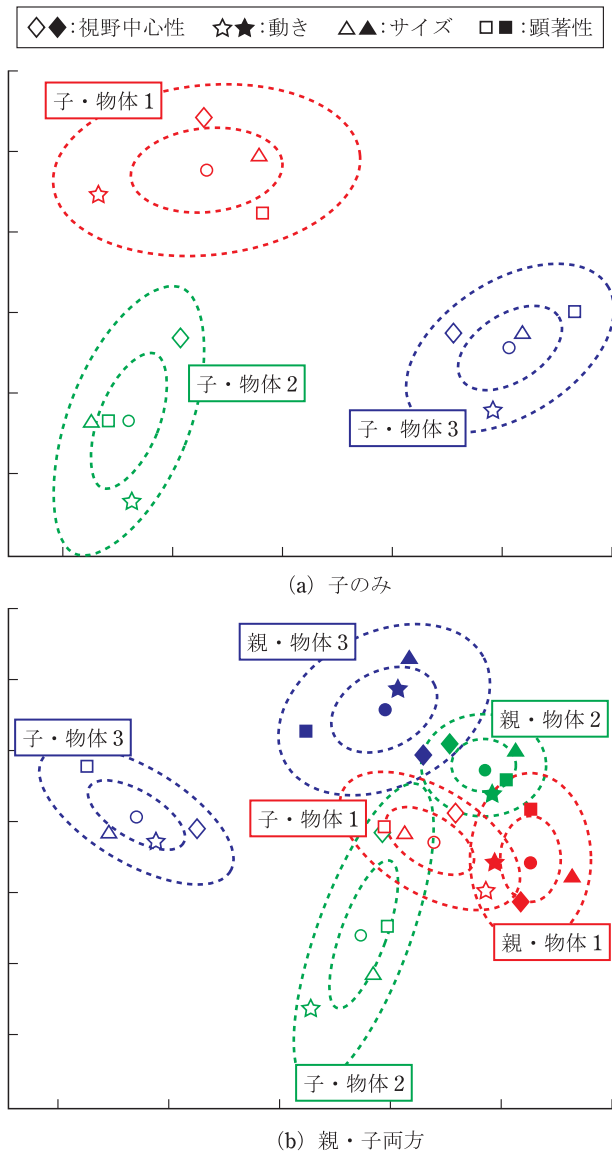 ◇◆:視野中心性 ☆★:動き △▲:サイズ □■:顕著性
子・物体1
子・物体2
子・物体3
(a) 子のみ
親・物体3
親・物体2
子・物体3
子・物体1
親・物体1
子・物体2
(b) 親・子両方